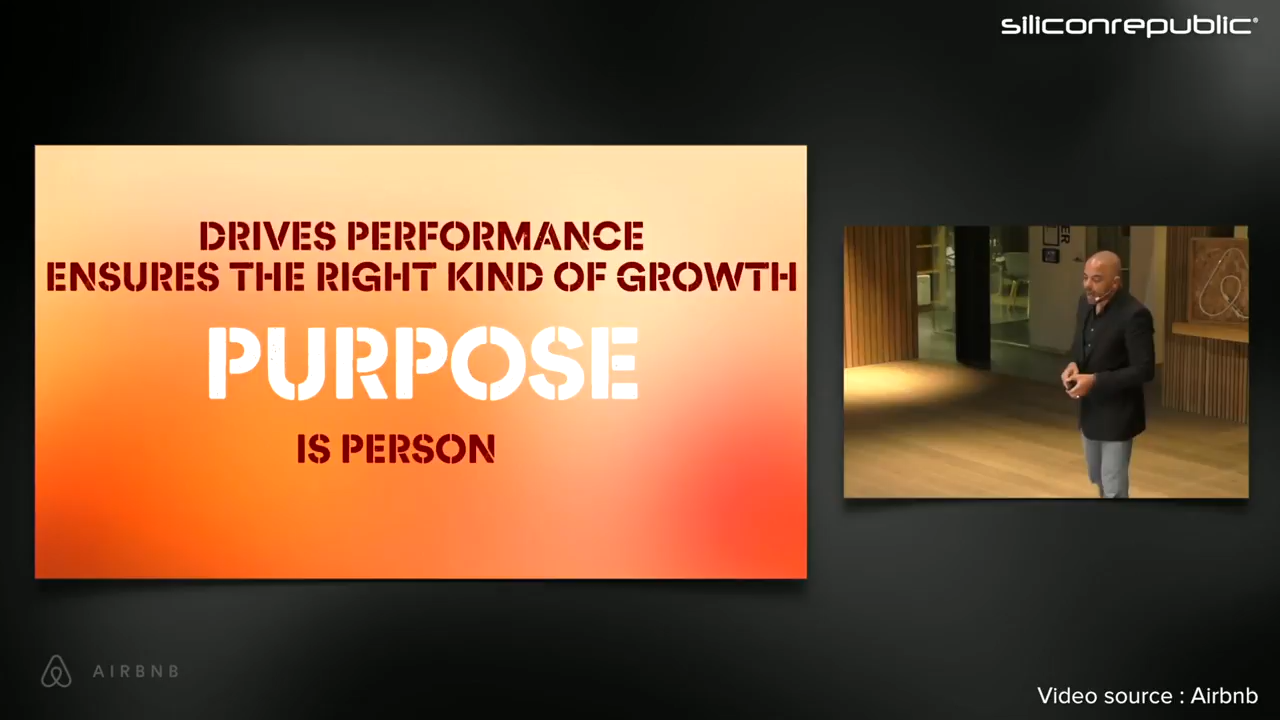 siliconrepublic
DRIVES PERFORMANCE
ENSURES THE RIGHT KIND OF GROWTH
PURPOSE
IS PERSON
AIRBNB
Video source : Airbnb